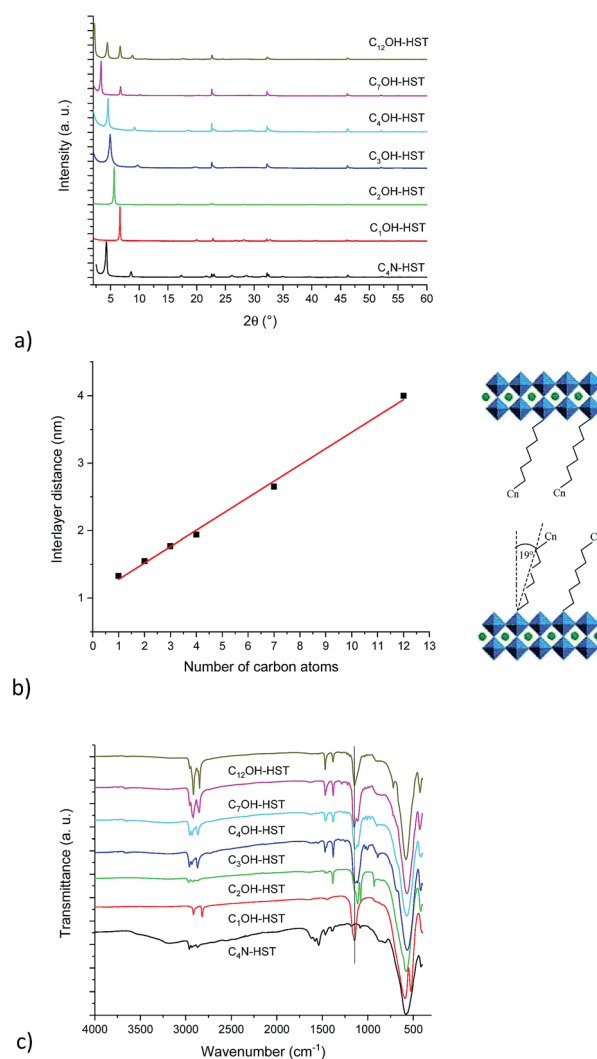 Intensity (a. u.)
C₁₂OH-HST
C₇OH-HST
C₄OH-HST
C₃OH-HST
C₂OH-HST
C₁OH-HST
C₄N-HST
5 10 15 20 25 30 35 40 45 50 55 60
2θ (°)
a)
Interlayer distance (nm)
4
3
2
1
0 1 2 3 4 5 6 7 8 9 10 11 12 13
Number of carbon atoms
b)
Cn Cn
Cn
19°
Transmittance (a. u.)
C₁₂OH-HST
C₇OH-HST
C₄OH-HST
C₃OH-HST
C₂OH-HST
C₁OH-HST
C₄N-HST
4000 3500 3000 2500 2000 1500 1000 500
Wavenumber (cm⁻¹)
c)